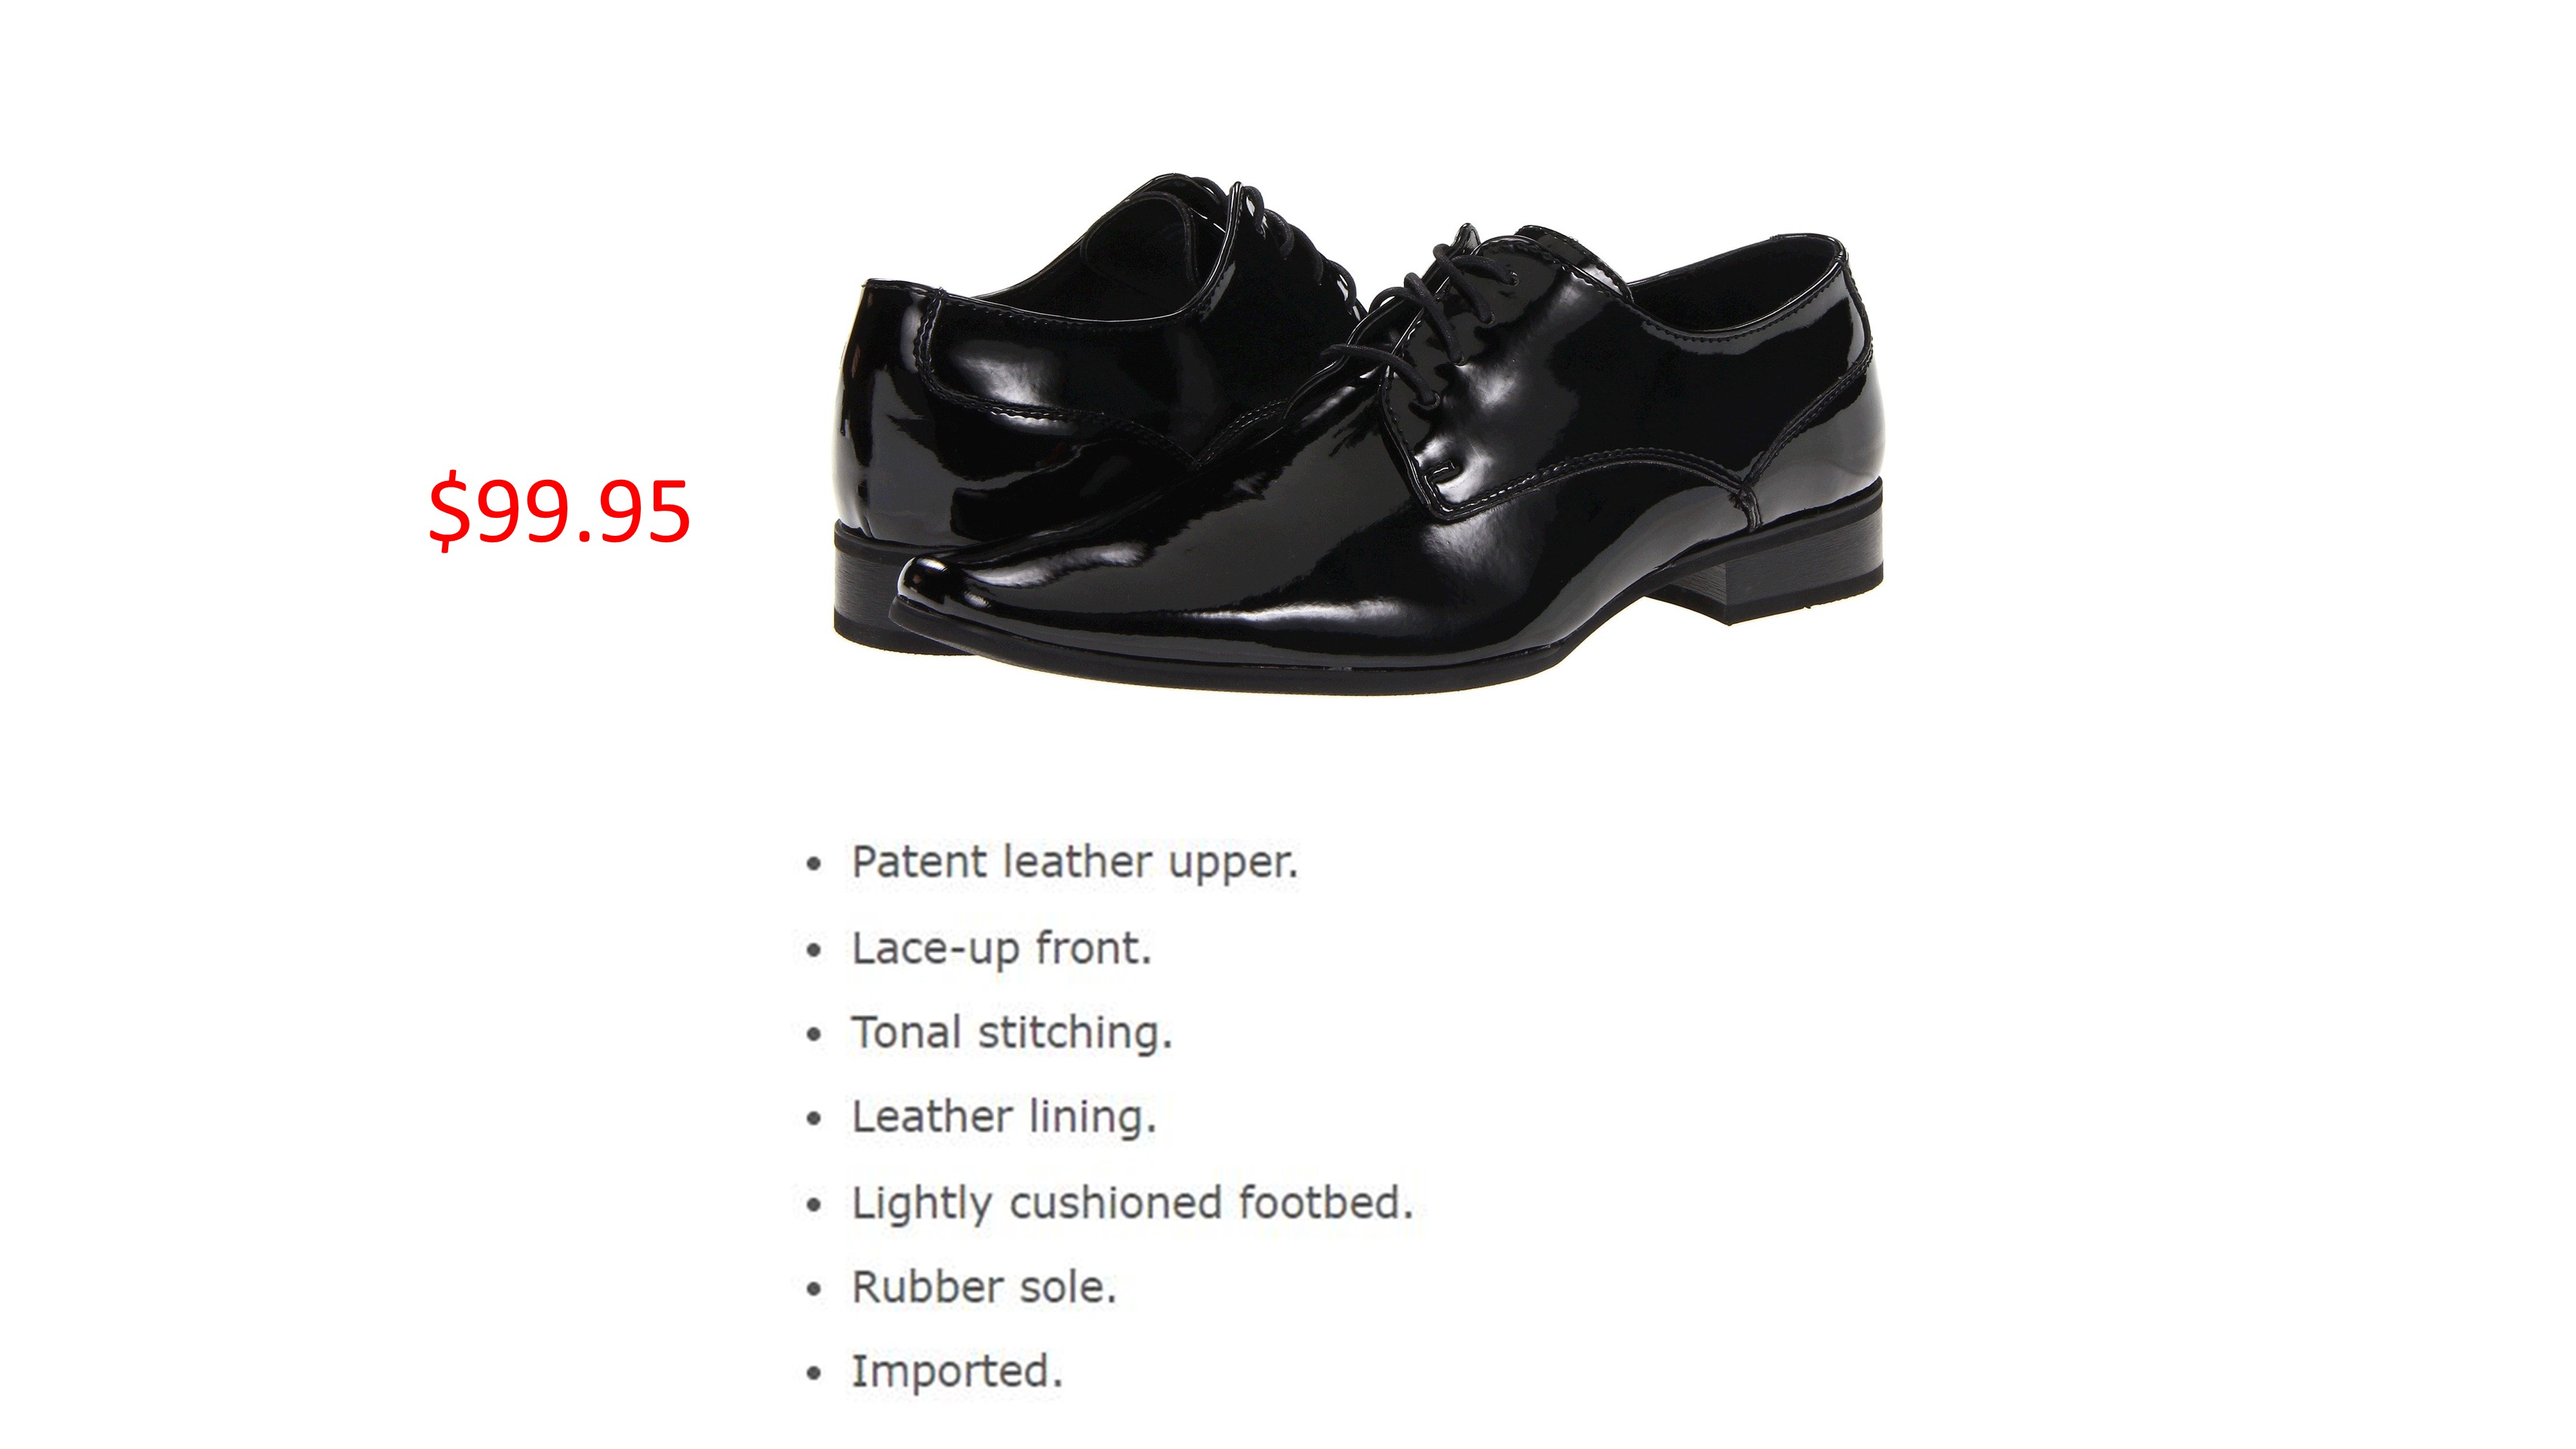 $99.95
• Patent leather upper.
• Lace-up front.
• Tonal stitching.
• Leather lining.
• Lightly cushioned footbed.
• Rubber sole.
• Imported.